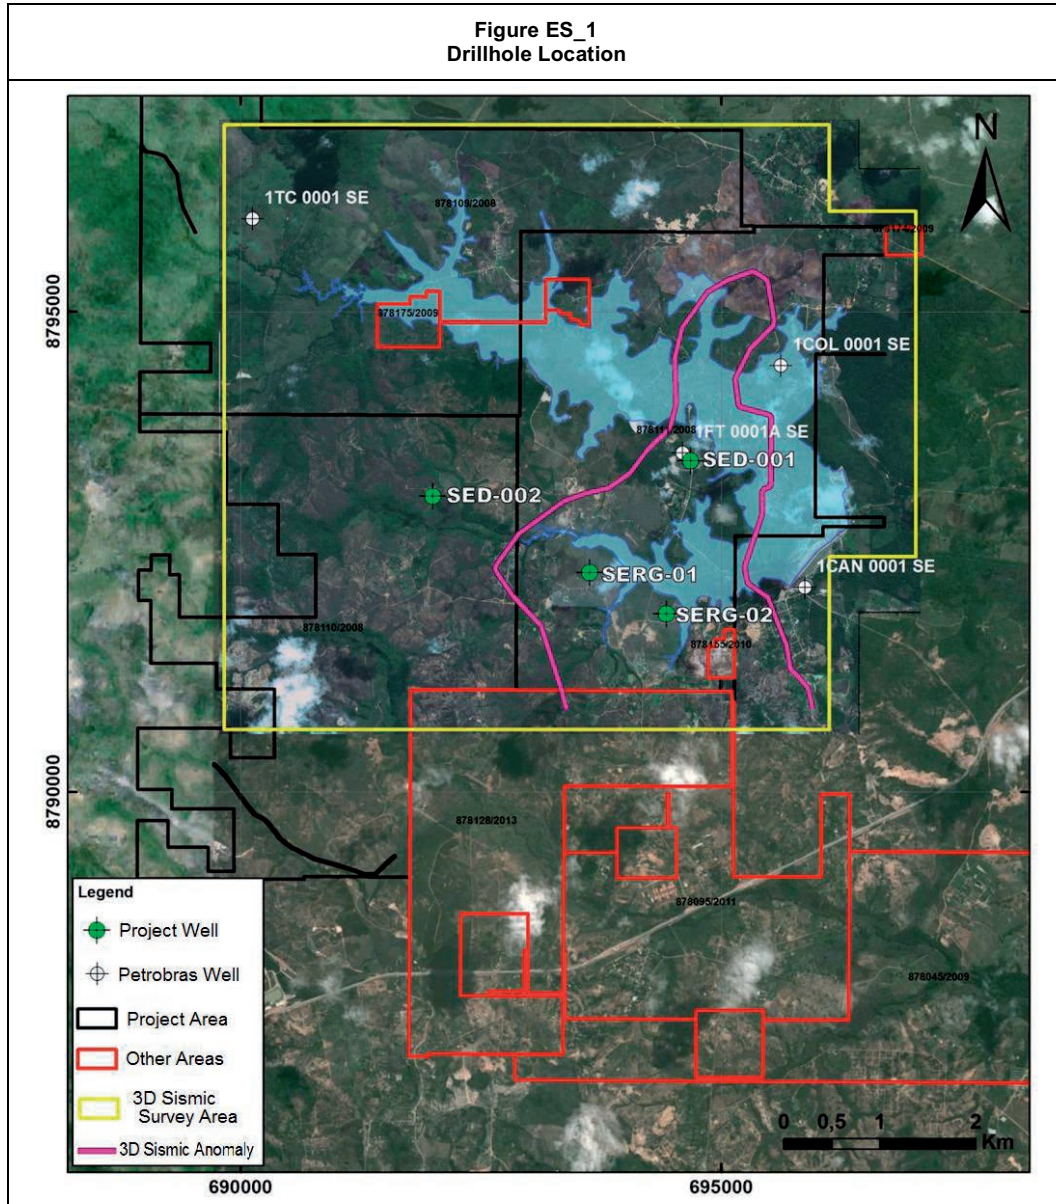 Figure ES_1
Drillhole Location
N
1TC 0001 SE
878109/2008
878174/2009
8795000
878175/2009
1COL 0001 SE
878111/2008
1FT 0001A SE
SED-001
SED-002
SERG-01
1CAN 0001 SE
SERG-02
878110/2008
878155/2010
8790000
878128/2013
878095/2011
878045/2009
Legend
Project Well
Petrobras Well
Project Area
Other Areas
3D Sismic
Survey Area
3D Sismic Anomaly
0 0,5 1 2
Km
690000 695000